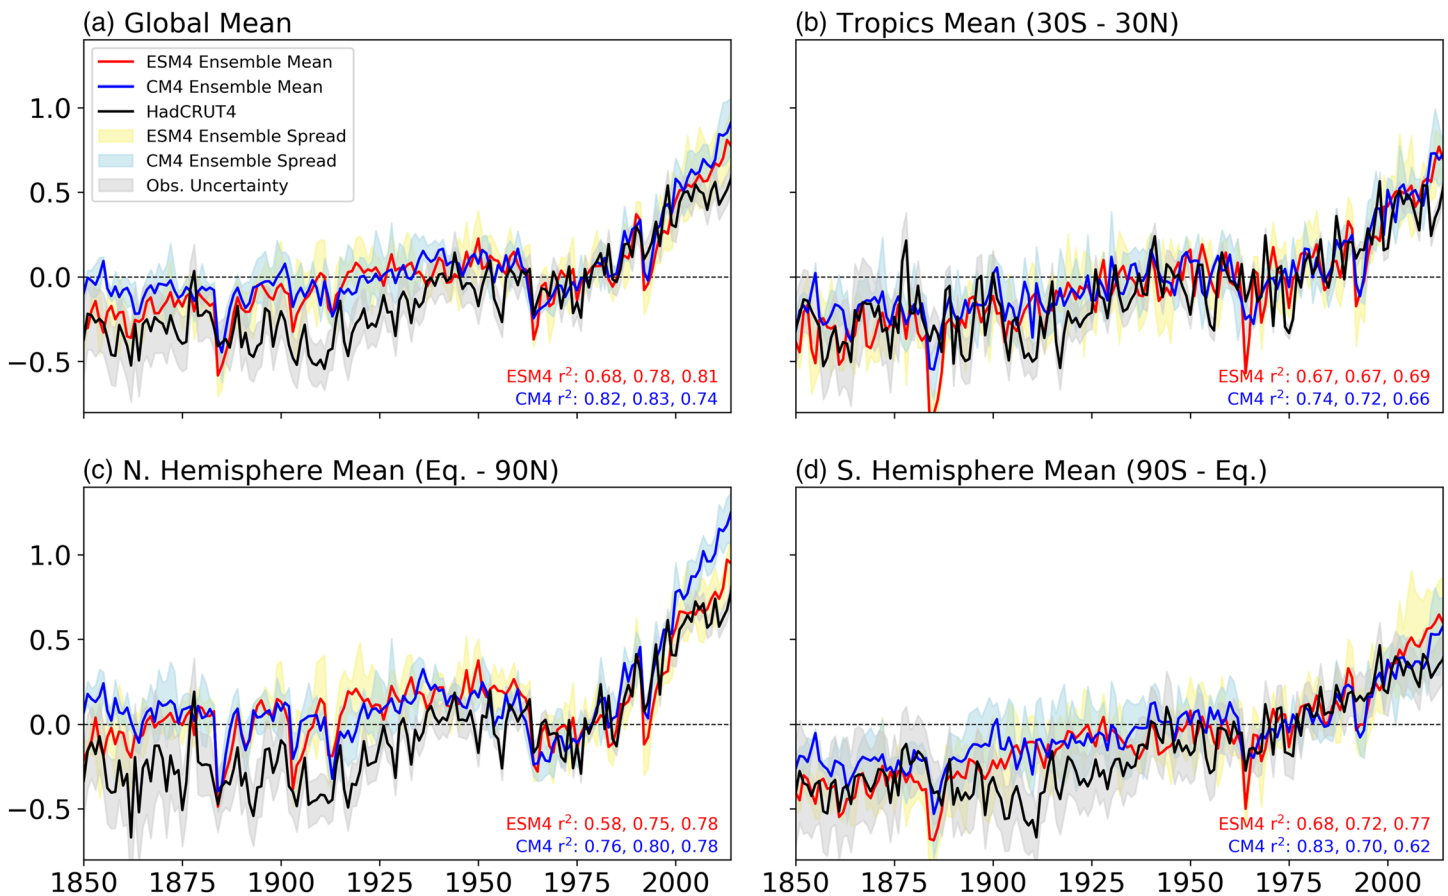 (a) Global Mean
ESM4 Ensemble Mean
CM4 Ensemble Mean
HadCRUT4
ESM4 Ensemble Spread
CM4 Ensemble Spread
Obs. Uncertainty
1.0
0.5
0.0
−0.5
ESM4 r²: 0.68, 0.78, 0.81
CM4 r²: 0.82, 0.83, 0.74
(b) Tropics Mean (30S - 30N)
ESM4 r²: 0.67, 0.67, 0.69
CM4 r²: 0.74, 0.72, 0.66
(c) N. Hemisphere Mean (Eq. - 90N)
1.0
0.5
0.0
−0.5
ESM4 r²: 0.58, 0.75, 0.78
CM4 r²: 0.76, 0.80, 0.78
1850 1875 1900 1925 1950 1975 2000
(d) S. Hemisphere Mean (90S - Eq.)
ESM4 r²: 0.68, 0.72, 0.77
CM4 r²: 0.83, 0.70, 0.62
1850 1875 1900 1925 1950 1975 2000